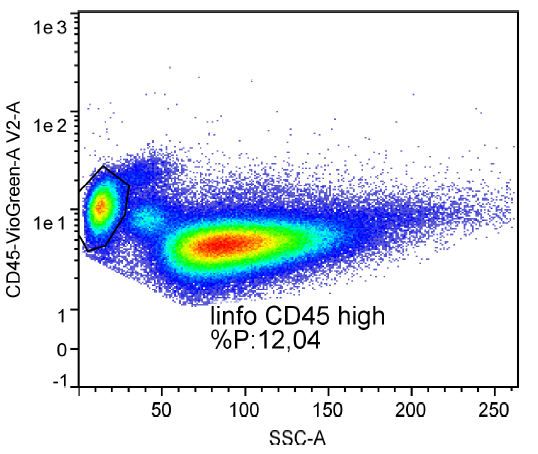 1e3
1e2
1e1
1
0
-1
CD45-VioGreen-A V2-A
linfo CD45 high
%P:12,04
50
100
150
200
250
SSC-A